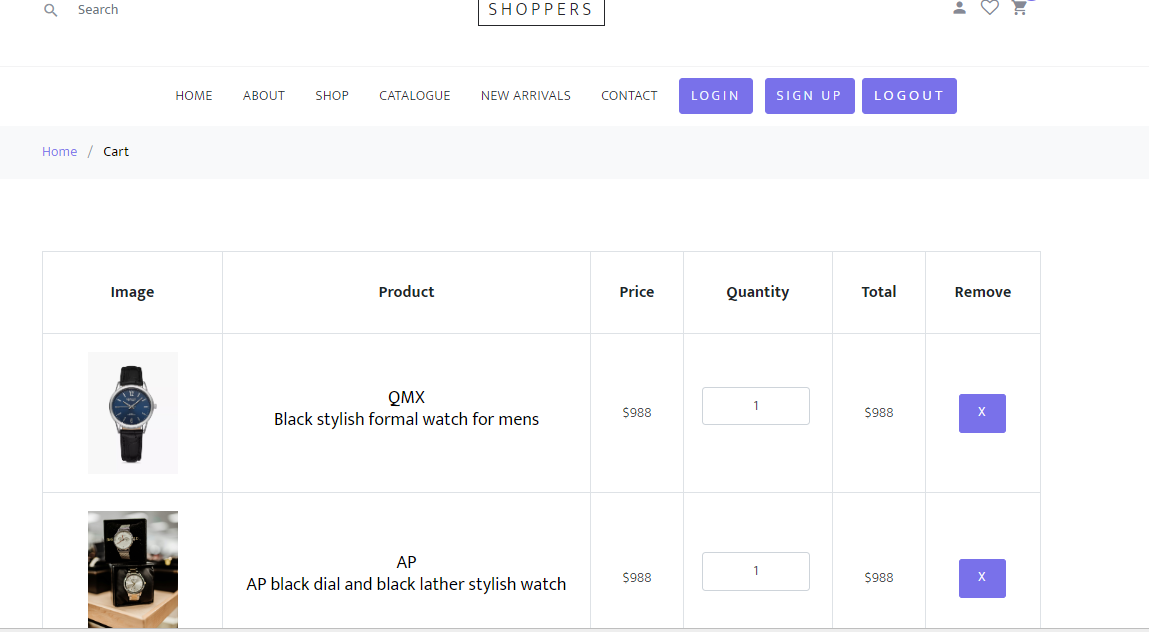 Search
SHOPPERS
HOME ABOUT SHOP CATALOGUE NEW ARRIVALS CONTACT LOGIN SIGN UP LOGOUT
Home / Cart
Image Product Price Quantity Total Remove
QMX
Black stylish formal watch for mens
$988 1 $988 X
AP
AP black dial and black lather stylish watch
$988 1 $988 X